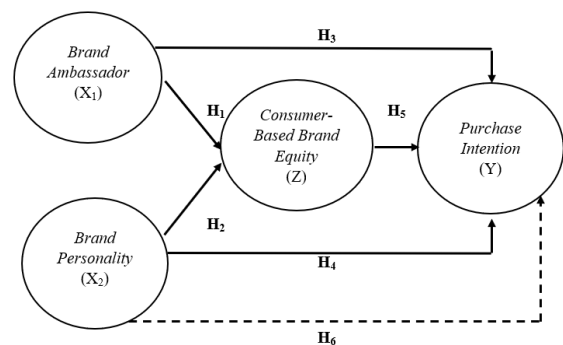 H₃
Brand
Ambassador
(X₁)
H₁
Consumer-
Based Brand
Equity
(Z)
H₅
Purchase
Intention
(Y)
H₂
Brand
Personality
(X₂)
H₄
H₆